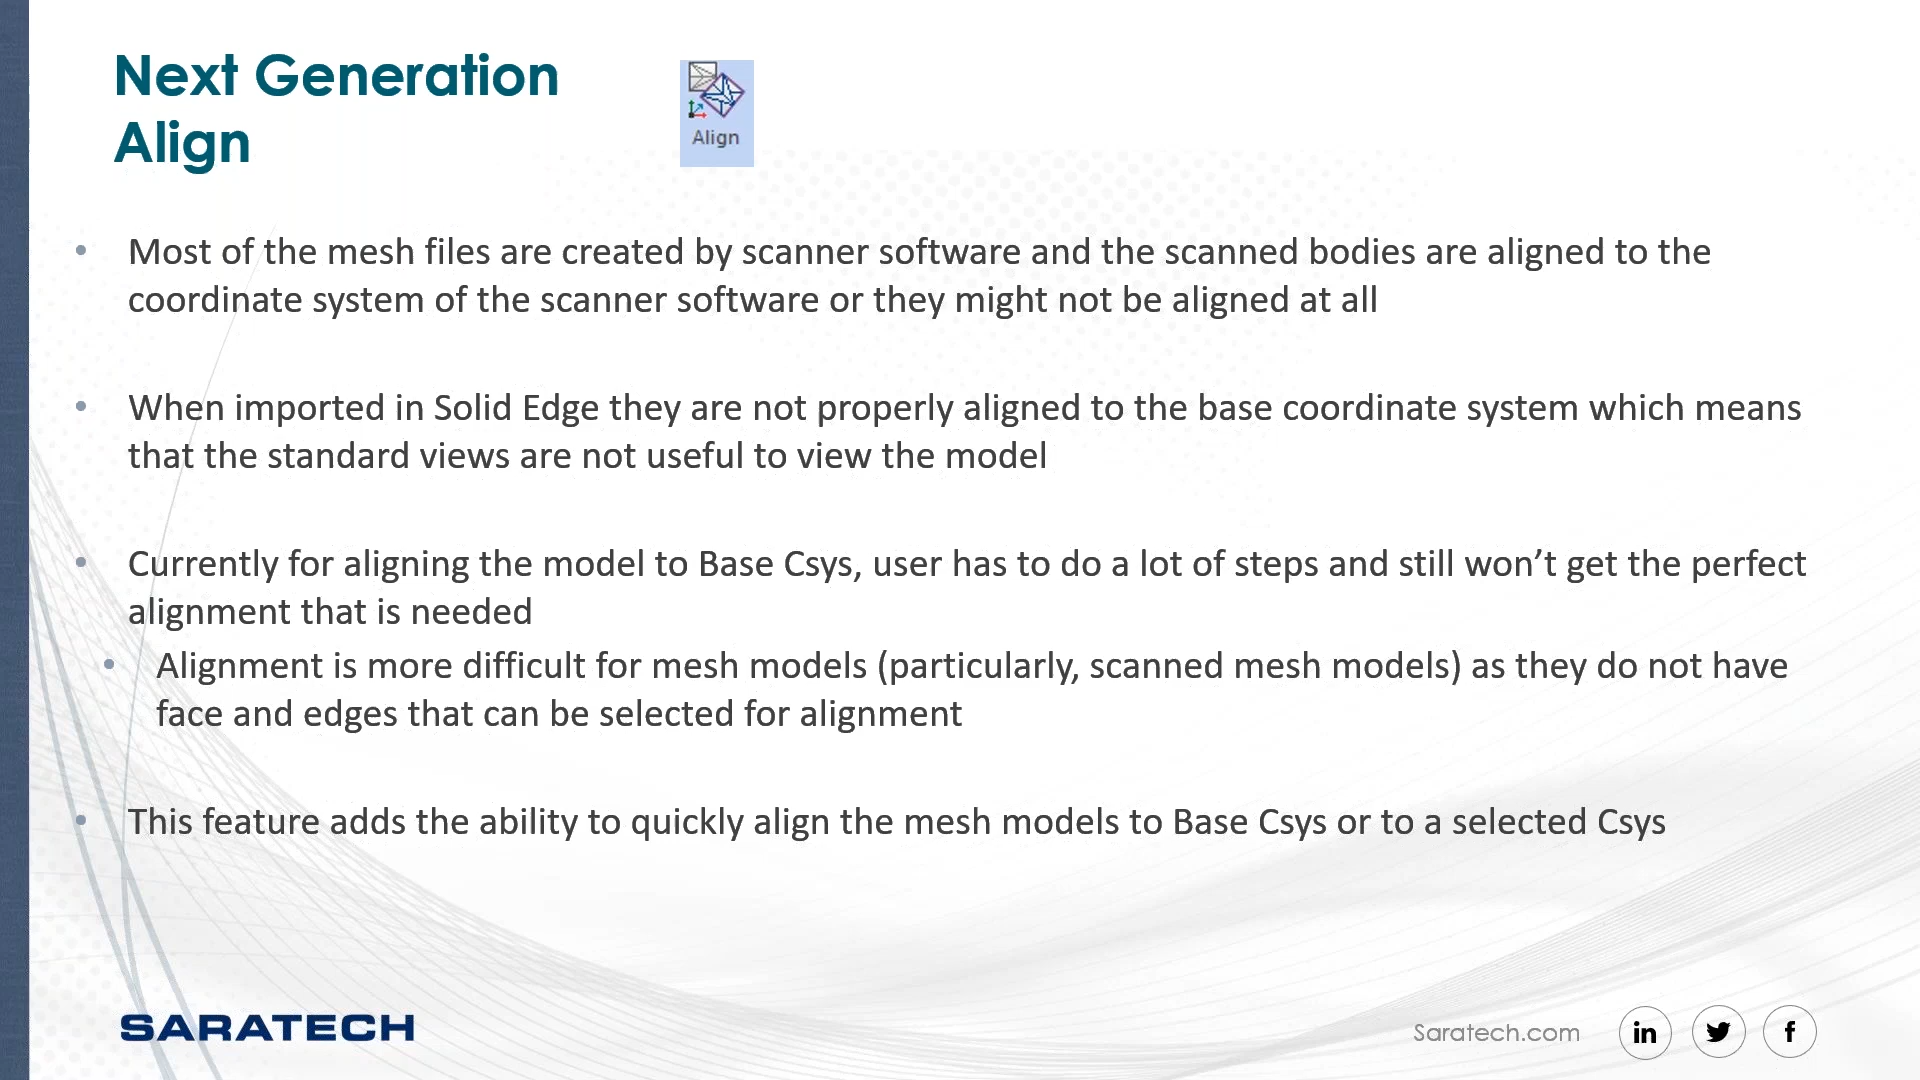 Next Generation
Align
Align
• Most of the mesh files are created by scanner software and the scanned bodies are aligned to the
coordinate system of the scanner software or they might not be aligned at all
• When imported in Solid Edge they are not properly aligned to the base coordinate system which means
that the standard views are not useful to view the model
• Currently for aligning the model to Base Csys, user has to do a lot of steps and still won’t get the perfect
alignment that is needed
• Alignment is more difficult for mesh models (particularly, scanned mesh models) as they do not have
face and edges that can be selected for alignment
• This feature adds the ability to quickly align the mesh models to Base Csys or to a selected Csys
SARATECH
Saratech.com
in
f